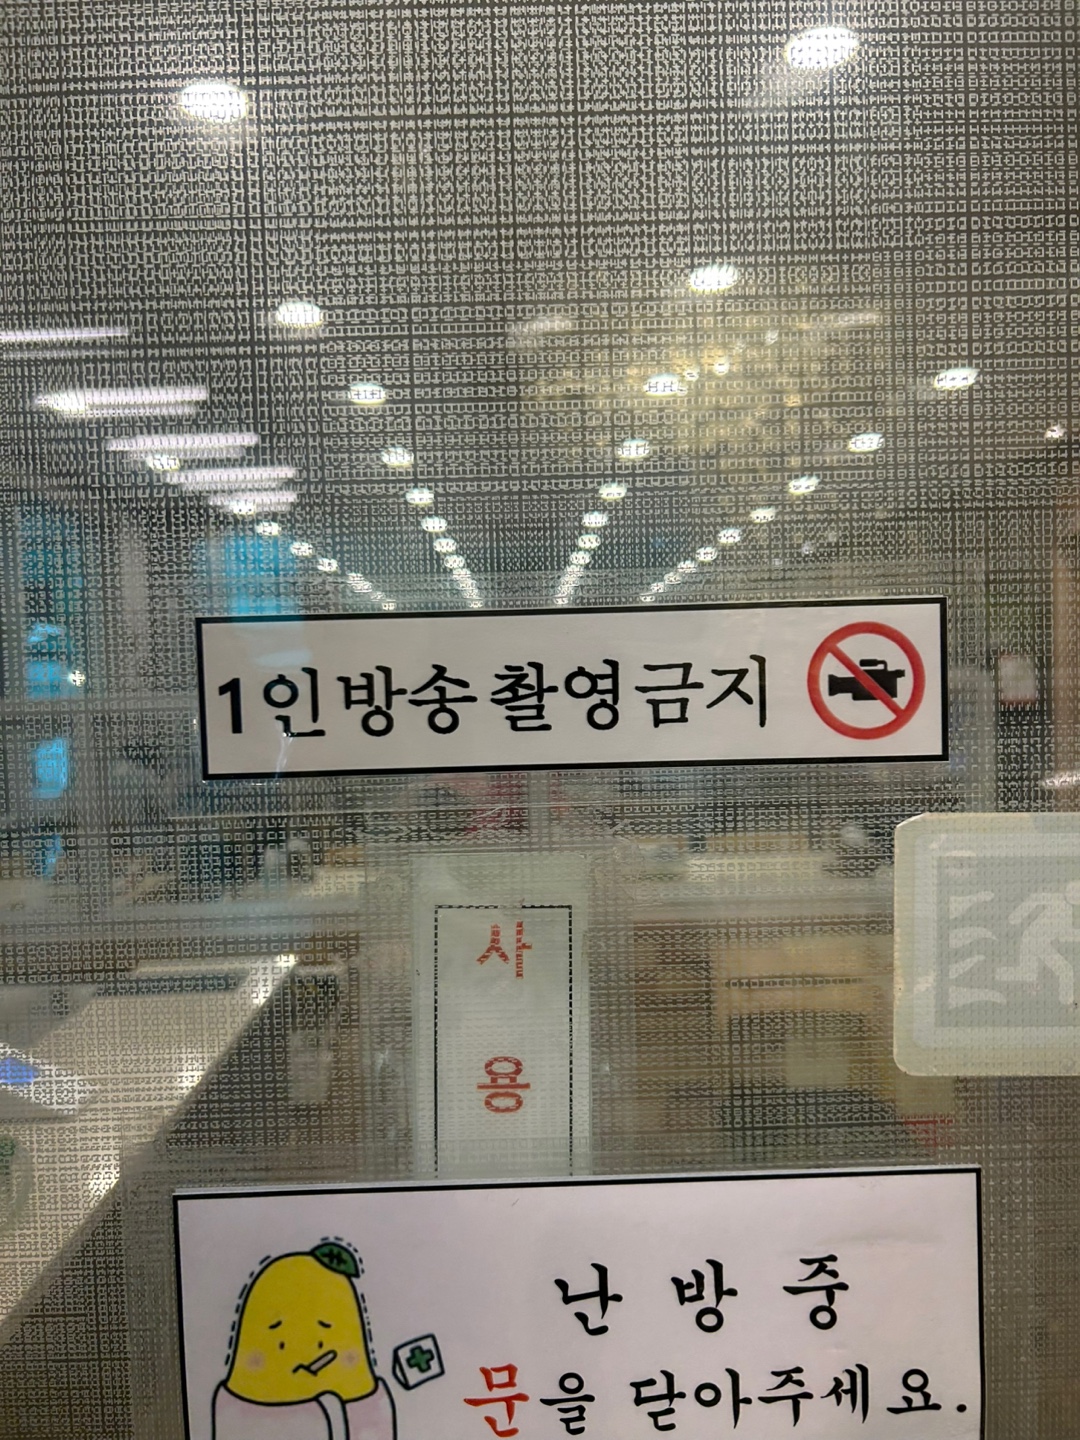 1인방송촬영금지
사
용
난 방 중
문을 닫아주세요.